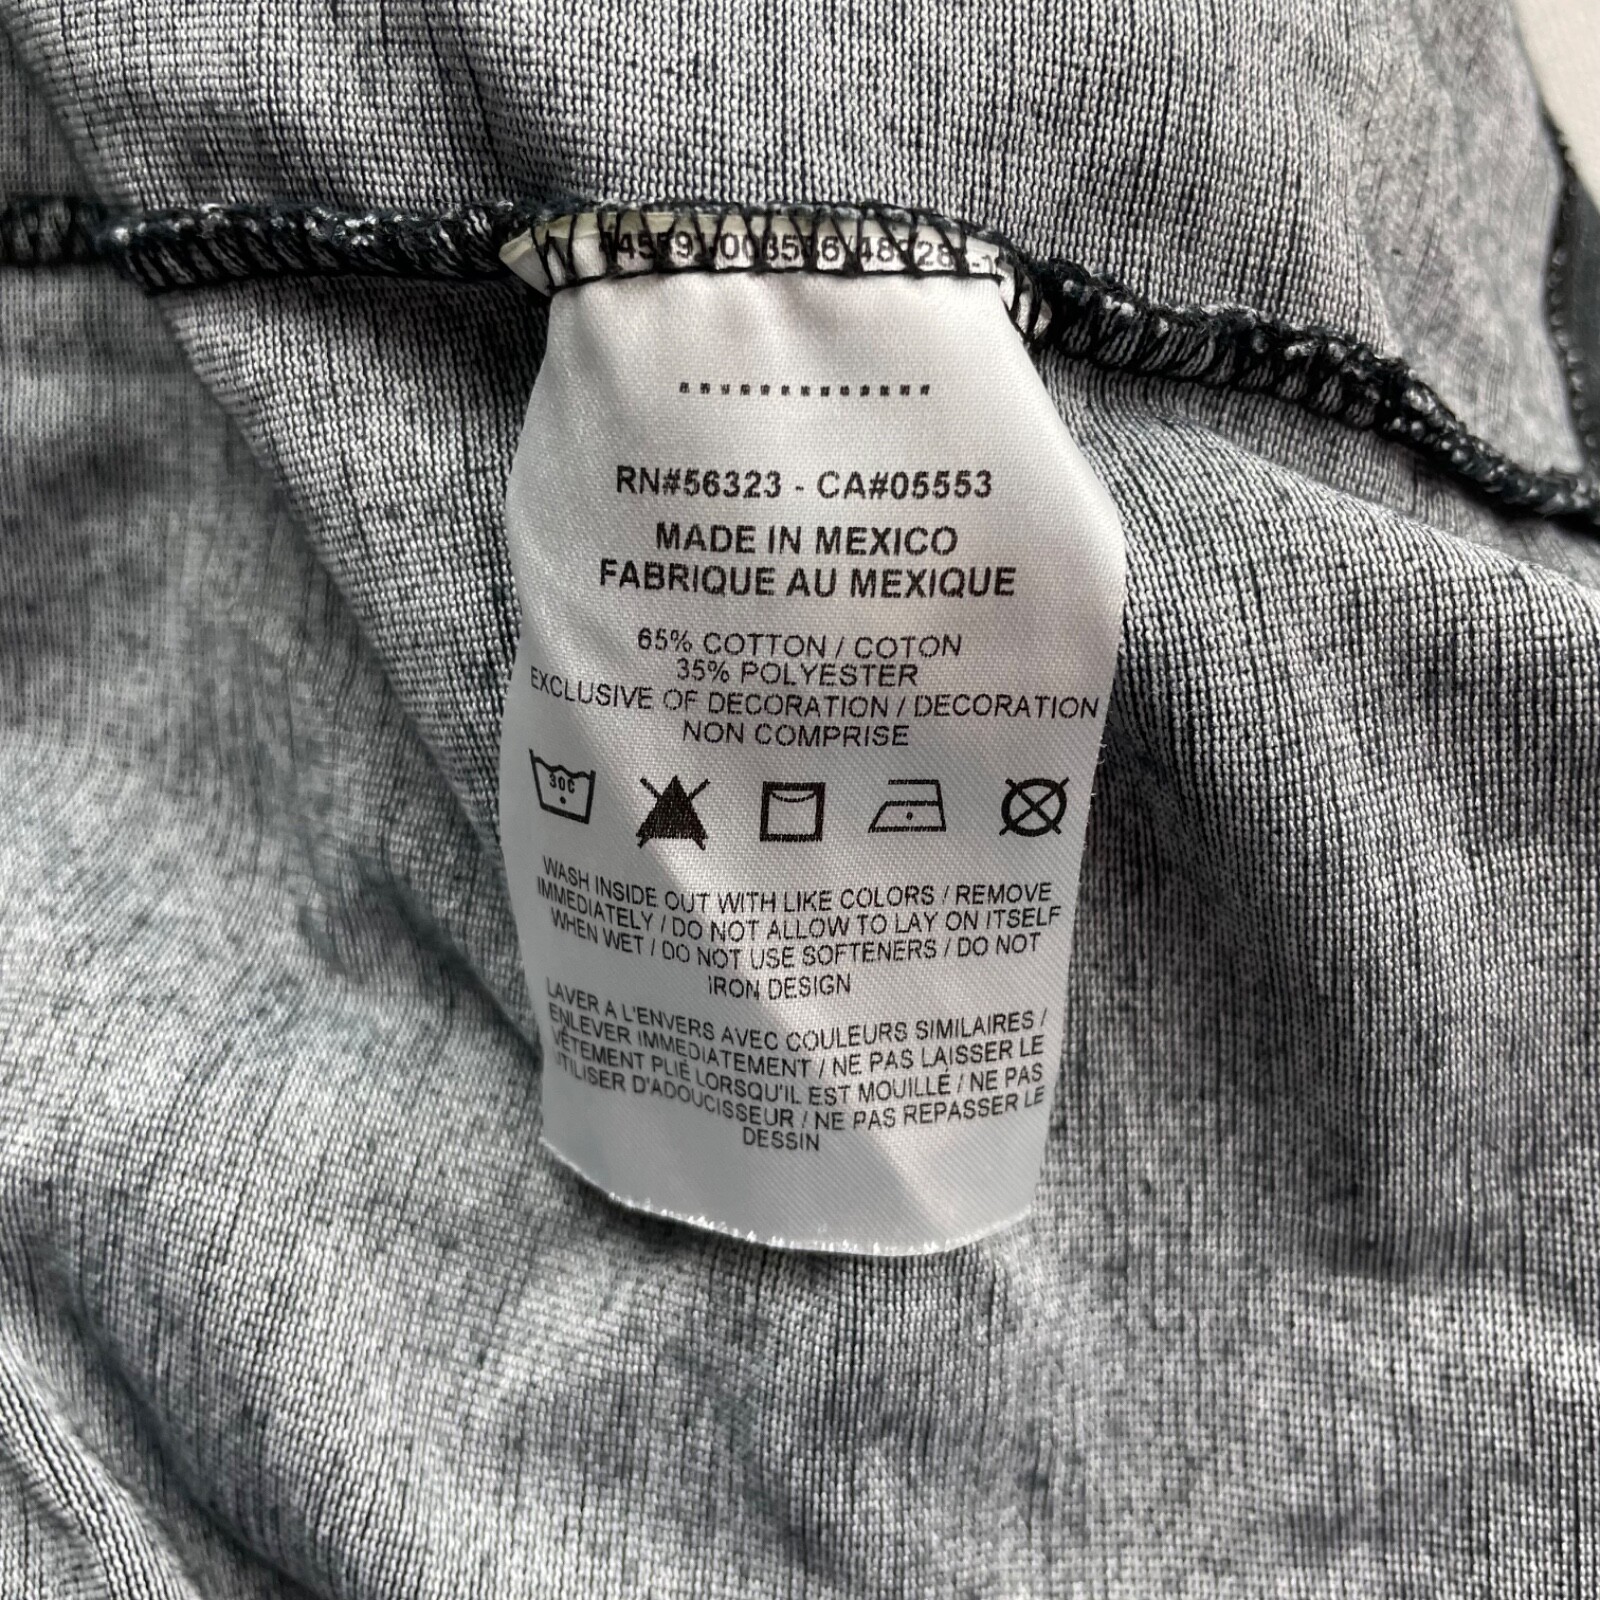 RN#56323 - CA#05553
MADE IN MEXICO
FABRIQUE AU MEXIQUE
65% COTTON / COTON
35% POLYESTER
EXCLUSIVE OF DECORATION / DECORATION
NON COMPRISE
30C
WASH INSIDE OUT WITH LIKE COLORS / REMOVE
IMMEDIATELY / DO NOT ALLOW TO LAY ON ITSELF
WHEN WET / DO NOT USE SOFTENERS / DO NOT
IRON DESIGN
LAVER A L'ENVERS AVEC COULEURS SIMILAIRES /
ENLEVER IMMEDIATEMENT / NE PAS LAISSER LE
VÊTEMENT PLIÉ LORSQU'IL EST MOUILLÉ / NE PAS
UTILISER D'ADOUCISSEUR / NE PAS REPASSER LE
DESSIN